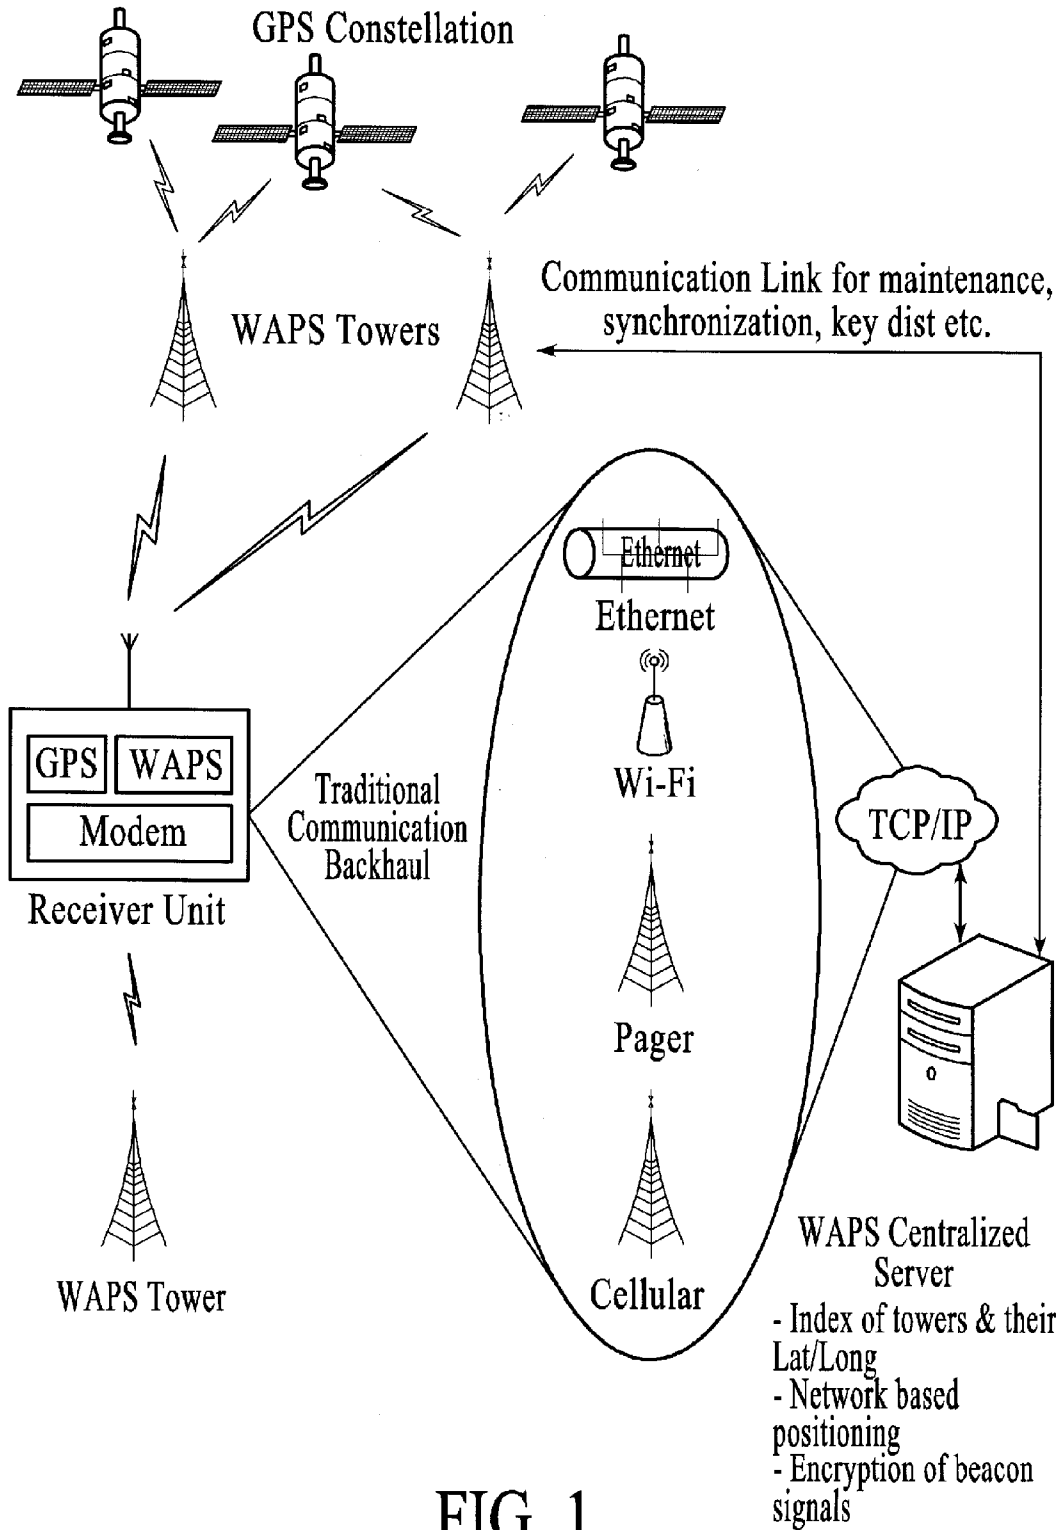 GPS Constellation
WAPS Towers
Communication Link for maintenance,
synchronization, key dist etc.
Ethernet
Ethernet
Wi-Fi
GPS
WAPS
Modem
Receiver Unit
Traditional
Communication
Backhaul
TCP/IP
Pager
Cellular
WAPS Tower
WAPS Centralized
Server
- Index of towers & their
Lat/Long
- Network based
positioning
- Encryption of beacon
signals
FIG. 1